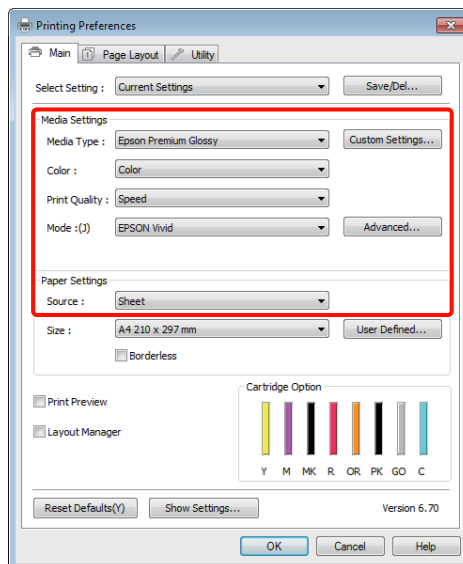 Printing Preferences
Main Page Layout Utility
Select Setting : Current Settings Save/Del...
Media Settings
Media Type : Epson Premium Glossy Custom Settings...
Color : Color
Print Quality : Speed
Mode :(J) EPSON Vivid Advanced...
Paper Settings
Source : Sheet
Size : A4 210 x 297 mm User Defined...
Borderless
Cartridge Option
Print Preview
Layout Manager
Y M MK R OR PK GO C
Reset Defaults(Y) Show Settings... Version 6.70
OK Cancel Help